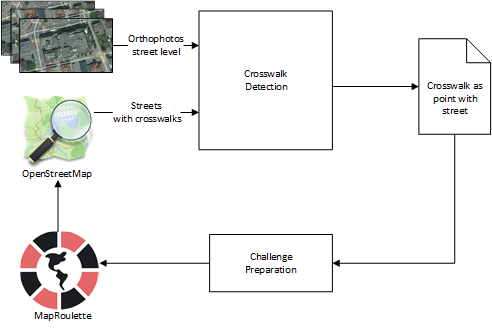 Orthophotos
street level
Crosswalk
Detection
Crosswalk as
point with
street
Streets
with crosswalks
OpenStreetMap
Challenge
Preparation
MapRoulette